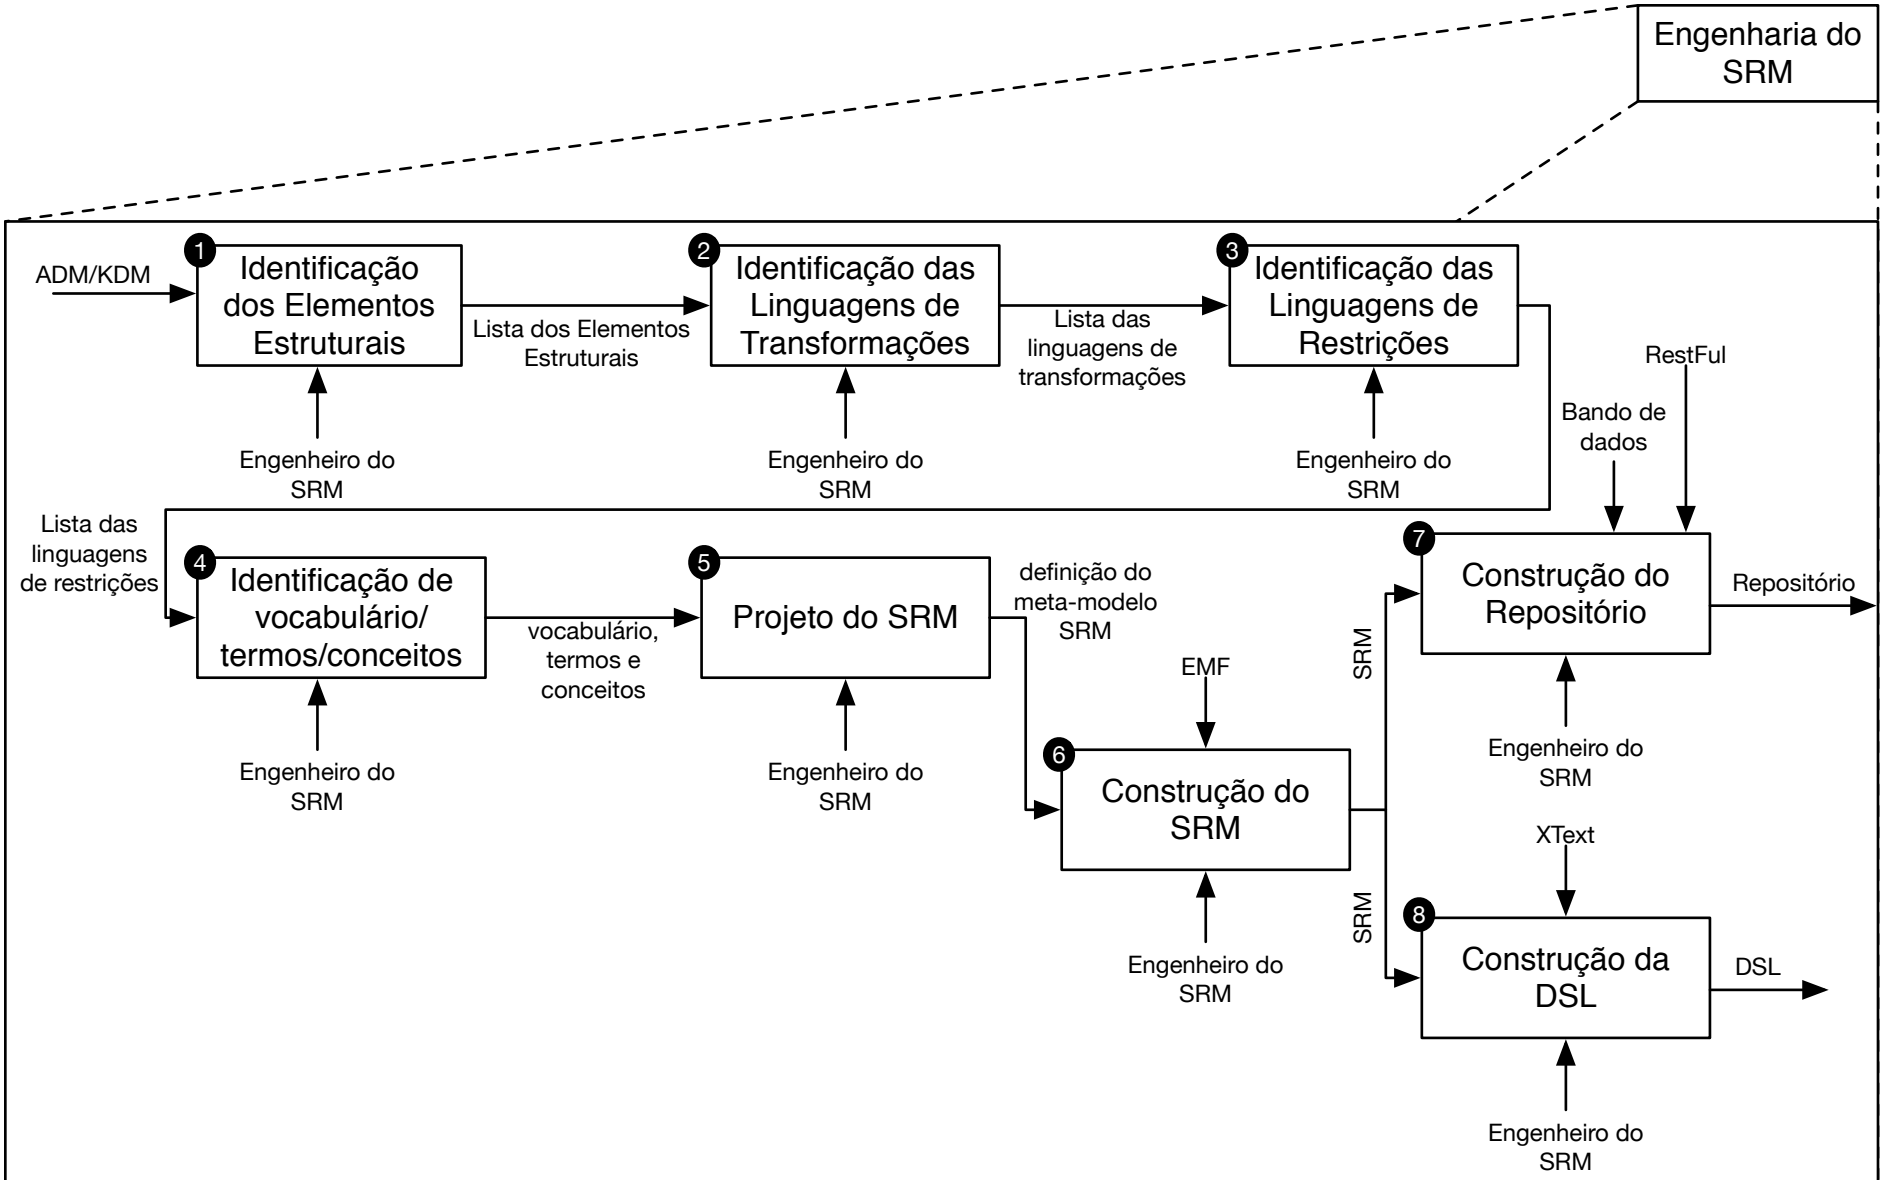 Engenharia do
SRM
ADM/KDM
1
Identificação
dos Elementos
Estruturais
Lista dos Elementos
Estruturais
2
Identificação das
Linguagens de
Transformações
Lista das
linguagens de
transformações
3
Identificação das
Linguagens de
Restrições
Engenheiro do
SRM
Engenheiro do
SRM
Engenheiro do
SRM
RestFul
Bando de
dados
Lista das
linguagens
de restrições
4
Identificação de
vocabulário/
termos/conceitos
vocabulário,
termos e
conceitos
5
Projeto do SRM
definição do
meta-modelo
SRM
Engenheiro do
SRM
Engenheiro do
SRM
EMF
6
Construção do
SRM
Engenheiro do
SRM
SRM
7
Construção do
Repositório
Repositório
Engenheiro do
SRM
XText
SRM
8
Construção da
DSL
DSL
Engenheiro do
SRM